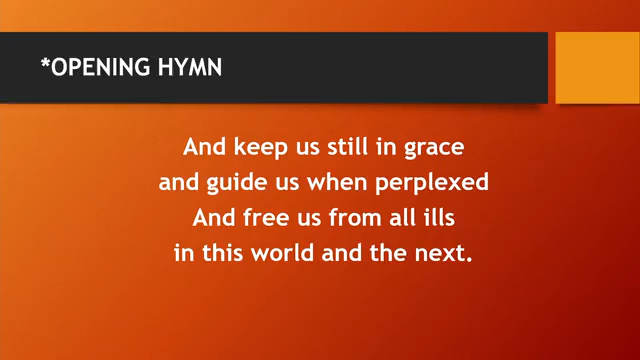 *OPENING HYMN
And keep us still in grace
and guide us when perplexed
And free us from all ills
in this world and the next.